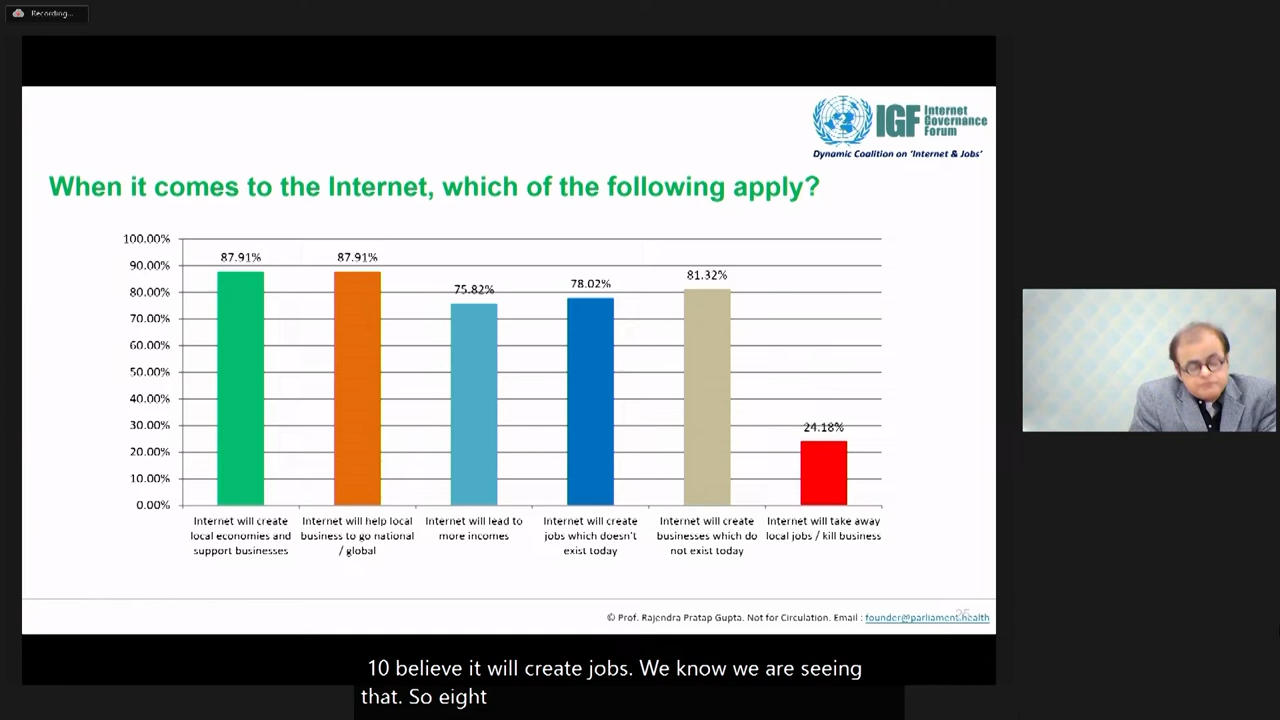 Recording...
IGF Internet
Governance
Forum
Dynamic Coalition on 'Internet & Jobs'
When it comes to the Internet, which of the following apply?
100.00%
90.00%
80.00%
70.00%
60.00%
50.00%
40.00%
30.00%
20.00%
10.00%
0.00%
87.91%
87.91%
75.82%
78.02%
81.32%
24.18%
Internet will create
local economies and
support businesses
Internet will help local
business to go national
/ global
Internet will lead to
more incomes
Internet will create
jobs which doesn't
exist today
Internet will create
businesses which do
not exist today
Internet will take away
local jobs / kill business
© Prof. Rajendra Pratap Gupta. Not for Circulation. Email : founder@parliament.health
10 believe it will create jobs. We know we are seeing
that. So eight